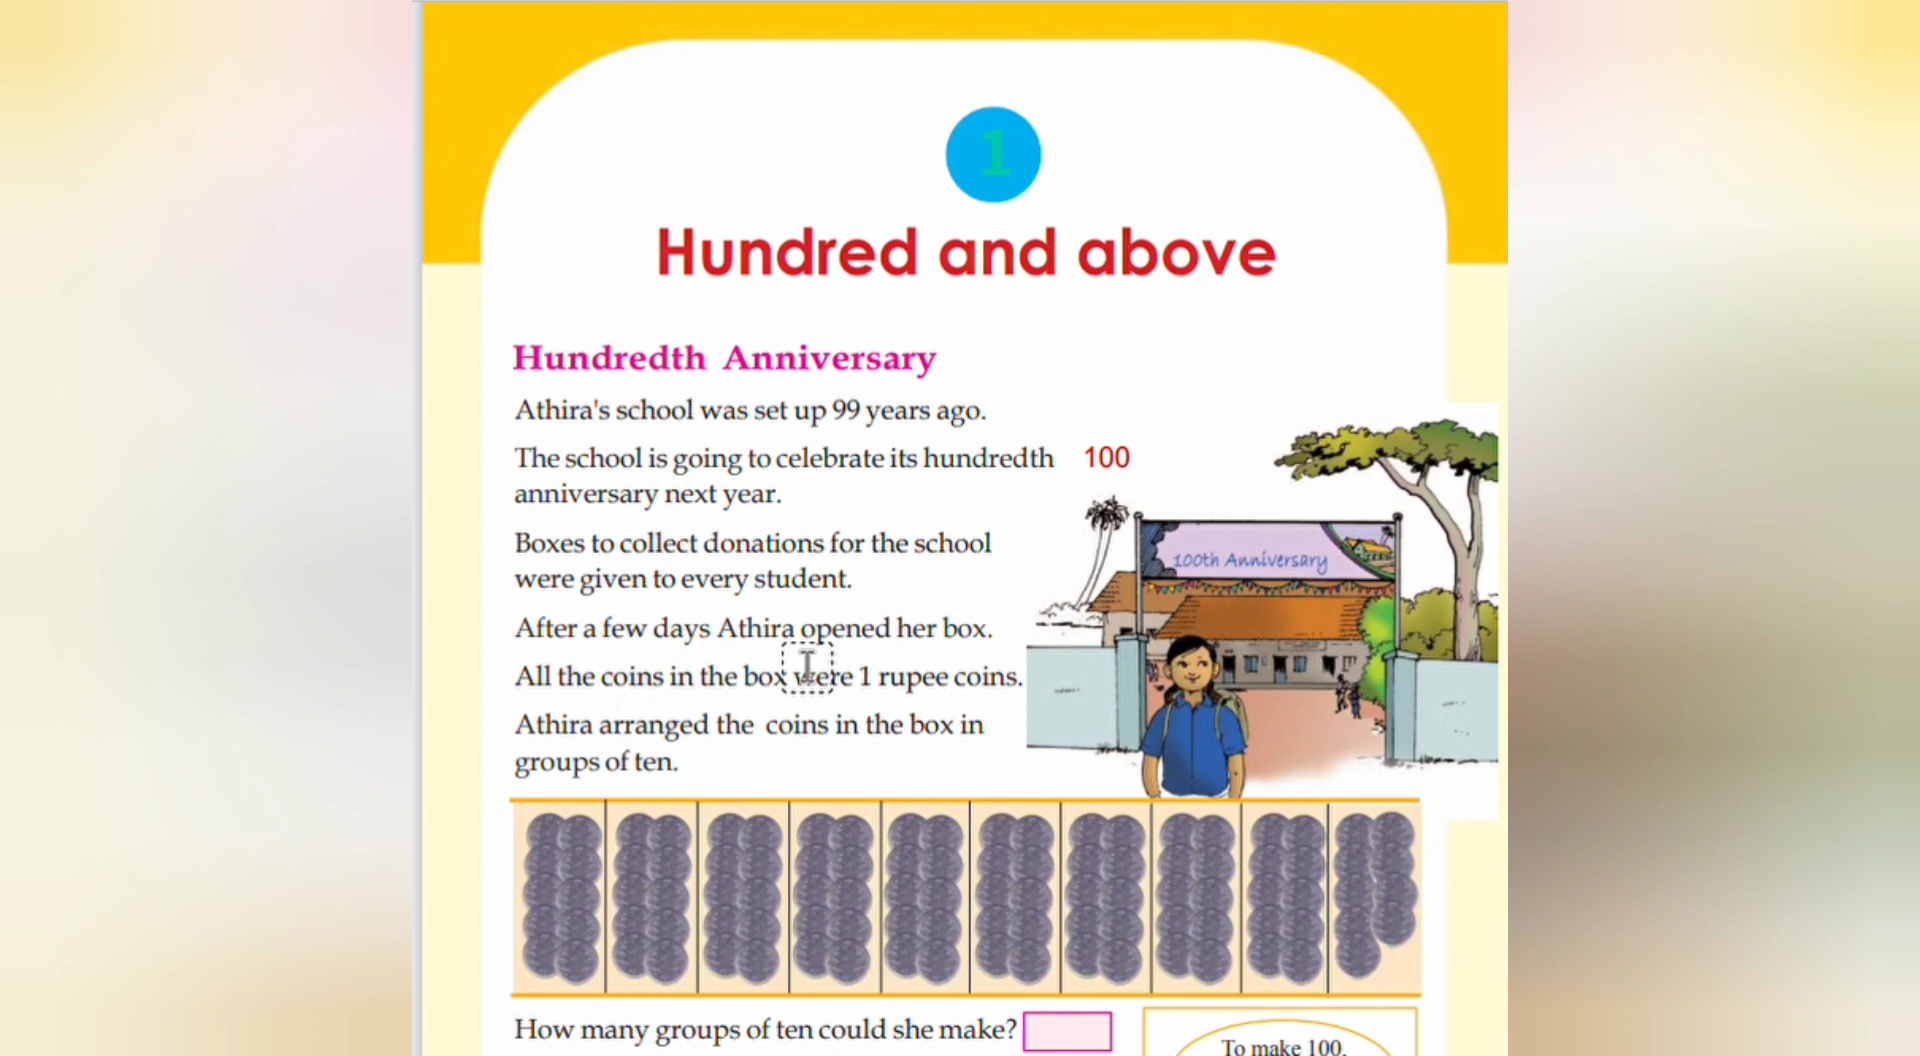 1
Hundred and above
Hundredth Anniversary
Athira's school was set up 99 years ago.
The school is going to celebrate its hundredth 100
anniversary next year.
100th Anniversary
Boxes to collect donations for the school
were given to every student.
After a few days Athira opened her box.
All the coins in the box were 1 rupee coins.
Athira arranged the coins in the box in
groups of ten.
How many groups of ten could she make?
To make 100,